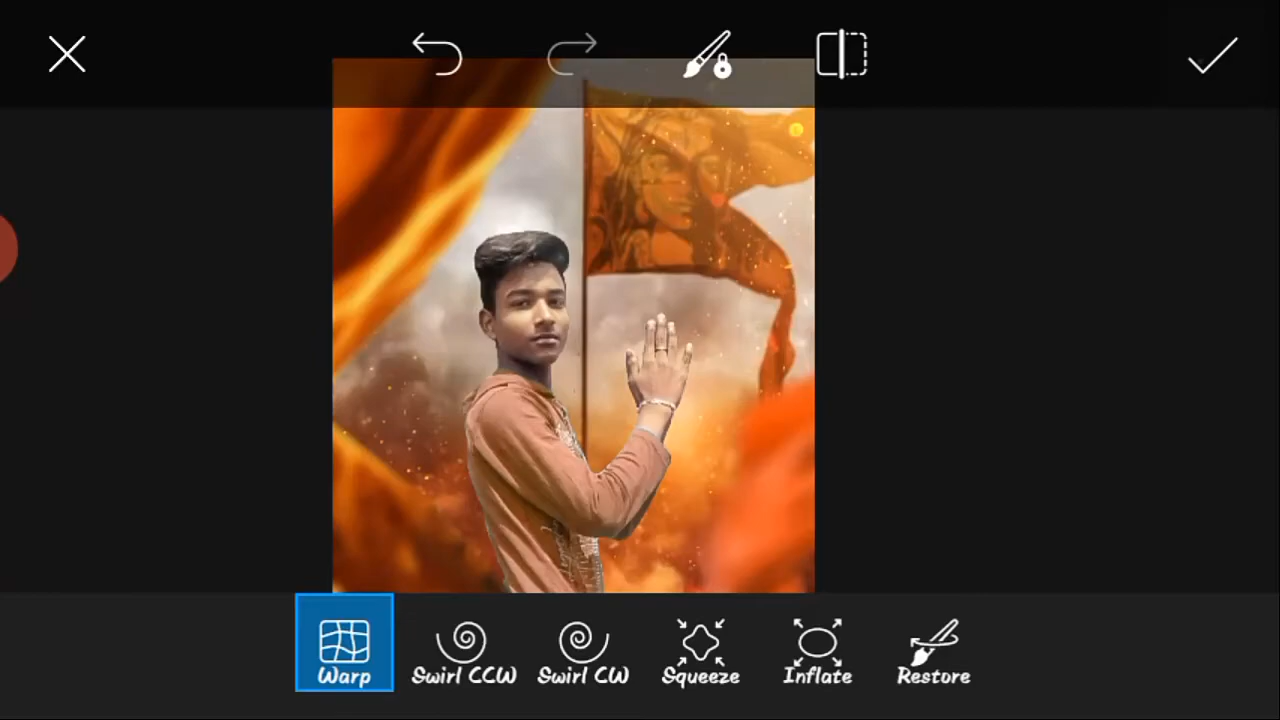 Warp
Swirl CCW
Swirl CW
Squeeze
Inflate
Restore